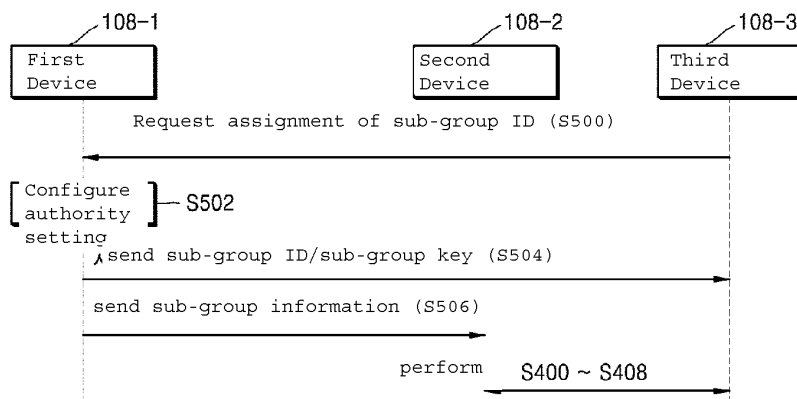 108-1
108-2
108-3
First
Device
Second
Device
Third
Device
Request assignment of sub-group ID (S500)
Configure
authority
setting
S502
send sub-group ID/sub-group key (S504)
send sub-group information (S506)
perform
S400 ~ S408